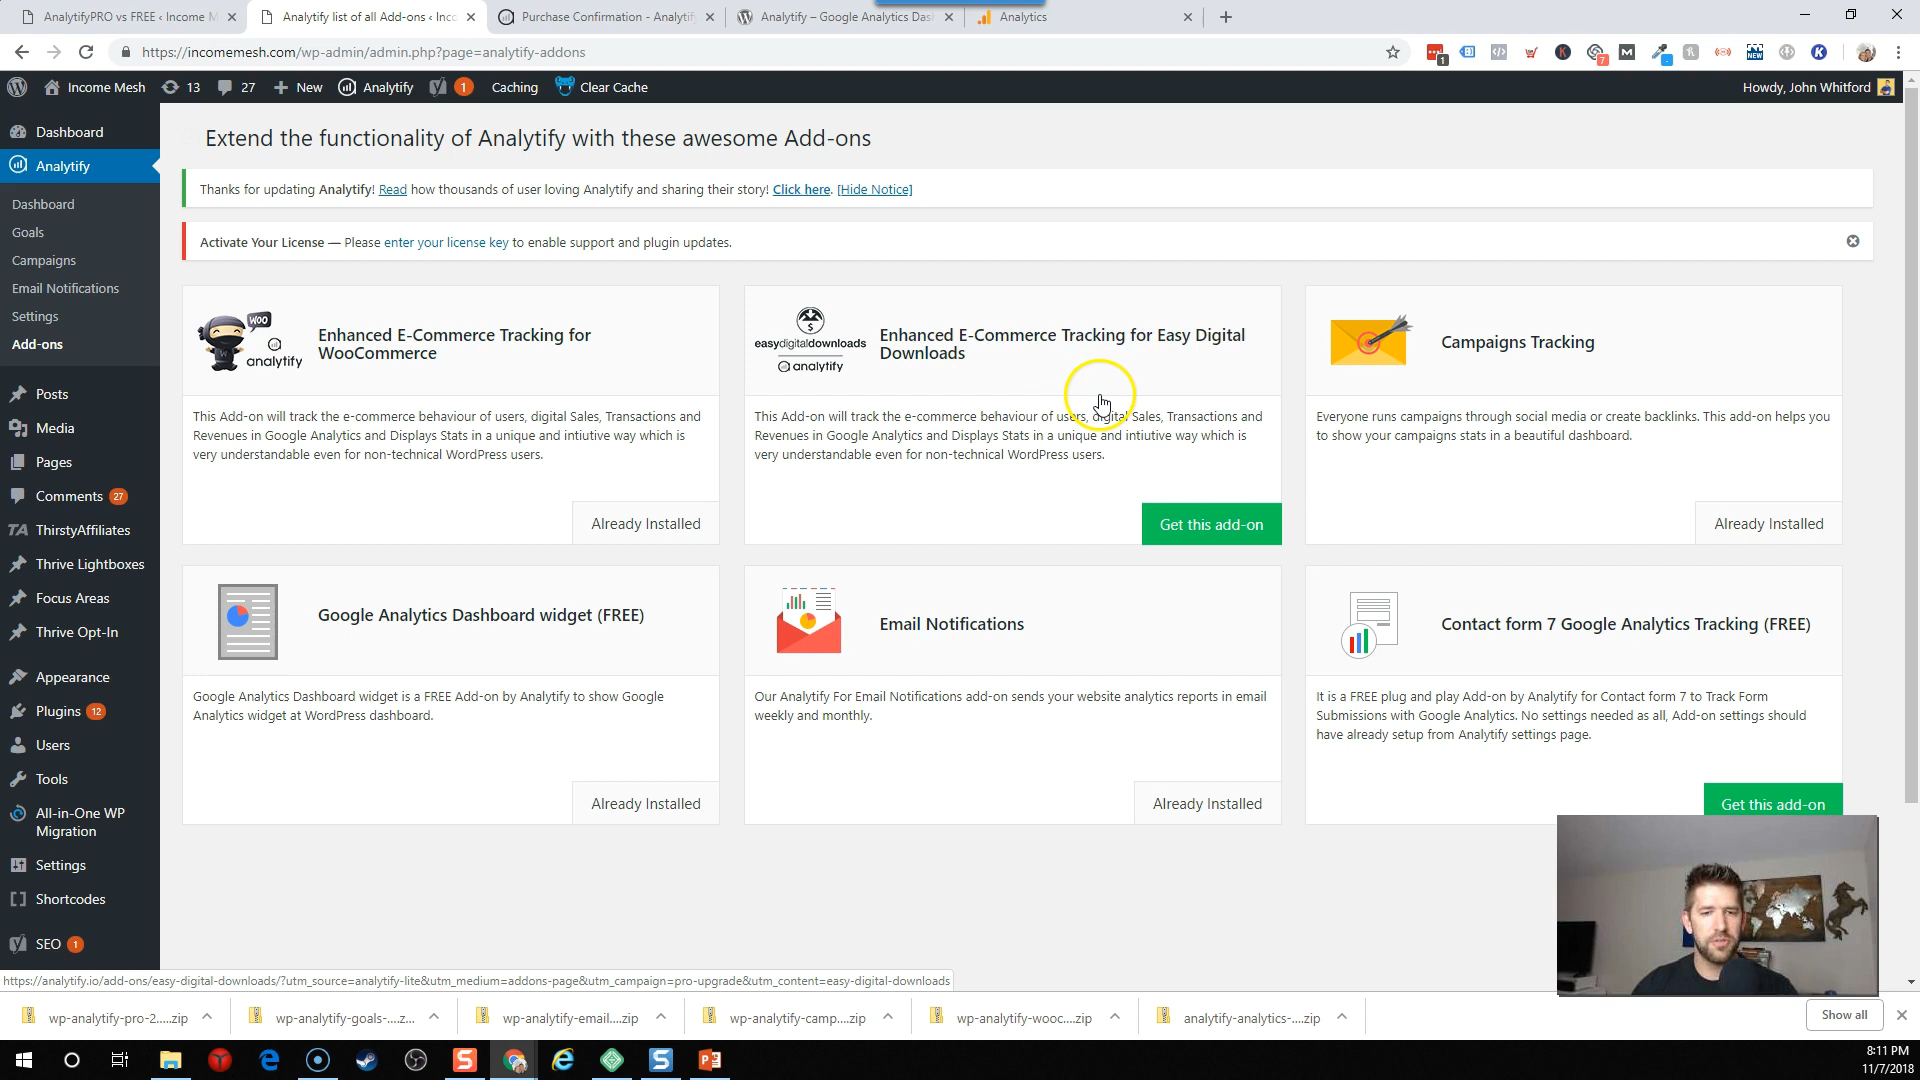 AnalytifyPRO vs FREE ‹ Income M
Analytify list of all Add-ons ‹ Inco
Purchase Confirmation - Analytif
Analytify – Google Analytics Das
Analytics
https://incomemesh.com/wp-admin/admin.php?page=analytify-addons
1
7
NEW
Income Mesh
13
27
New
Analytify
1
Caching
Clear Cache
Howdy, John Whitford
Dashboard
Analytify
Dashboard
Goals
Campaigns
Email Notifications
Settings
Add-ons
Posts
Media
Pages
Comments 27
ThirstyAffiliates
Thrive Lightboxes
Focus Areas
Thrive Opt-In
Appearance
Plugins 12
Users
Tools
All-in-One WP
Migration
Settings
Shortcodes
SEO 1
Extend the functionality of Analytify with these awesome Add-ons
Thanks for updating Analytify! Read how thousands of user loving Analytify and sharing their story! Click here. [Hide Notice]
Activate Your License — Please enter your license key to enable support and plugin updates.
WOO
analytify
Enhanced E-Commerce Tracking for
WooCommerce
This Add-on will track the e-commerce behaviour of users, digital Sales, Transactions and
Revenues in Google Analytics and Displays Stats in a unique and intiutive way which is
very understandable even for non-technical WordPress users.
Already Installed
easydigitaldownloads
analytify
Enhanced E-Commerce Tracking for Easy Digital
Downloads
This Add-on will track the e-commerce behaviour of users, digital Sales, Transactions and
Revenues in Google Analytics and Displays Stats in a unique and intiutive way which is
very understandable even for non-technical WordPress users.
Get this add-on
Campaigns Tracking
Everyone runs campaigns through social media or create backlinks. This add-on helps you
to show your campaigns stats in a beautiful dashboard.
Already Installed
Google Analytics Dashboard widget (FREE)
Google Analytics Dashboard widget is a FREE Add-on by Analytify to show Google
Analytics widget at WordPress dashboard.
Already Installed
Email Notifications
Our Analytify For Email Notifications add-on sends your website analytics reports in email
weekly and monthly.
Already Installed
Contact form 7 Google Analytics Tracking (FREE)
It is a FREE plug and play Add-on by Analytify for Contact form 7 to Track Form
Submissions with Google Analytics. No settings needed as all, Add-on settings should
have already setup from Analytify settings page.
Get this add-on
https://analytify.io/add-ons/easy-digital-downloads/?utm_source=analytify-lite&utm_medium=addons-page&utm_campaign=pro-upgrade&utm_content=easy-digital-downloads
wp-analytify-pro-2.....zip
wp-analytify-goals-....z...
wp-analytify-email....zip
wp-analytify-camp....zip
wp-analytify-wooc....zip
analytify-analytics-....zip
Show all
8:11 PM
11/7/2018